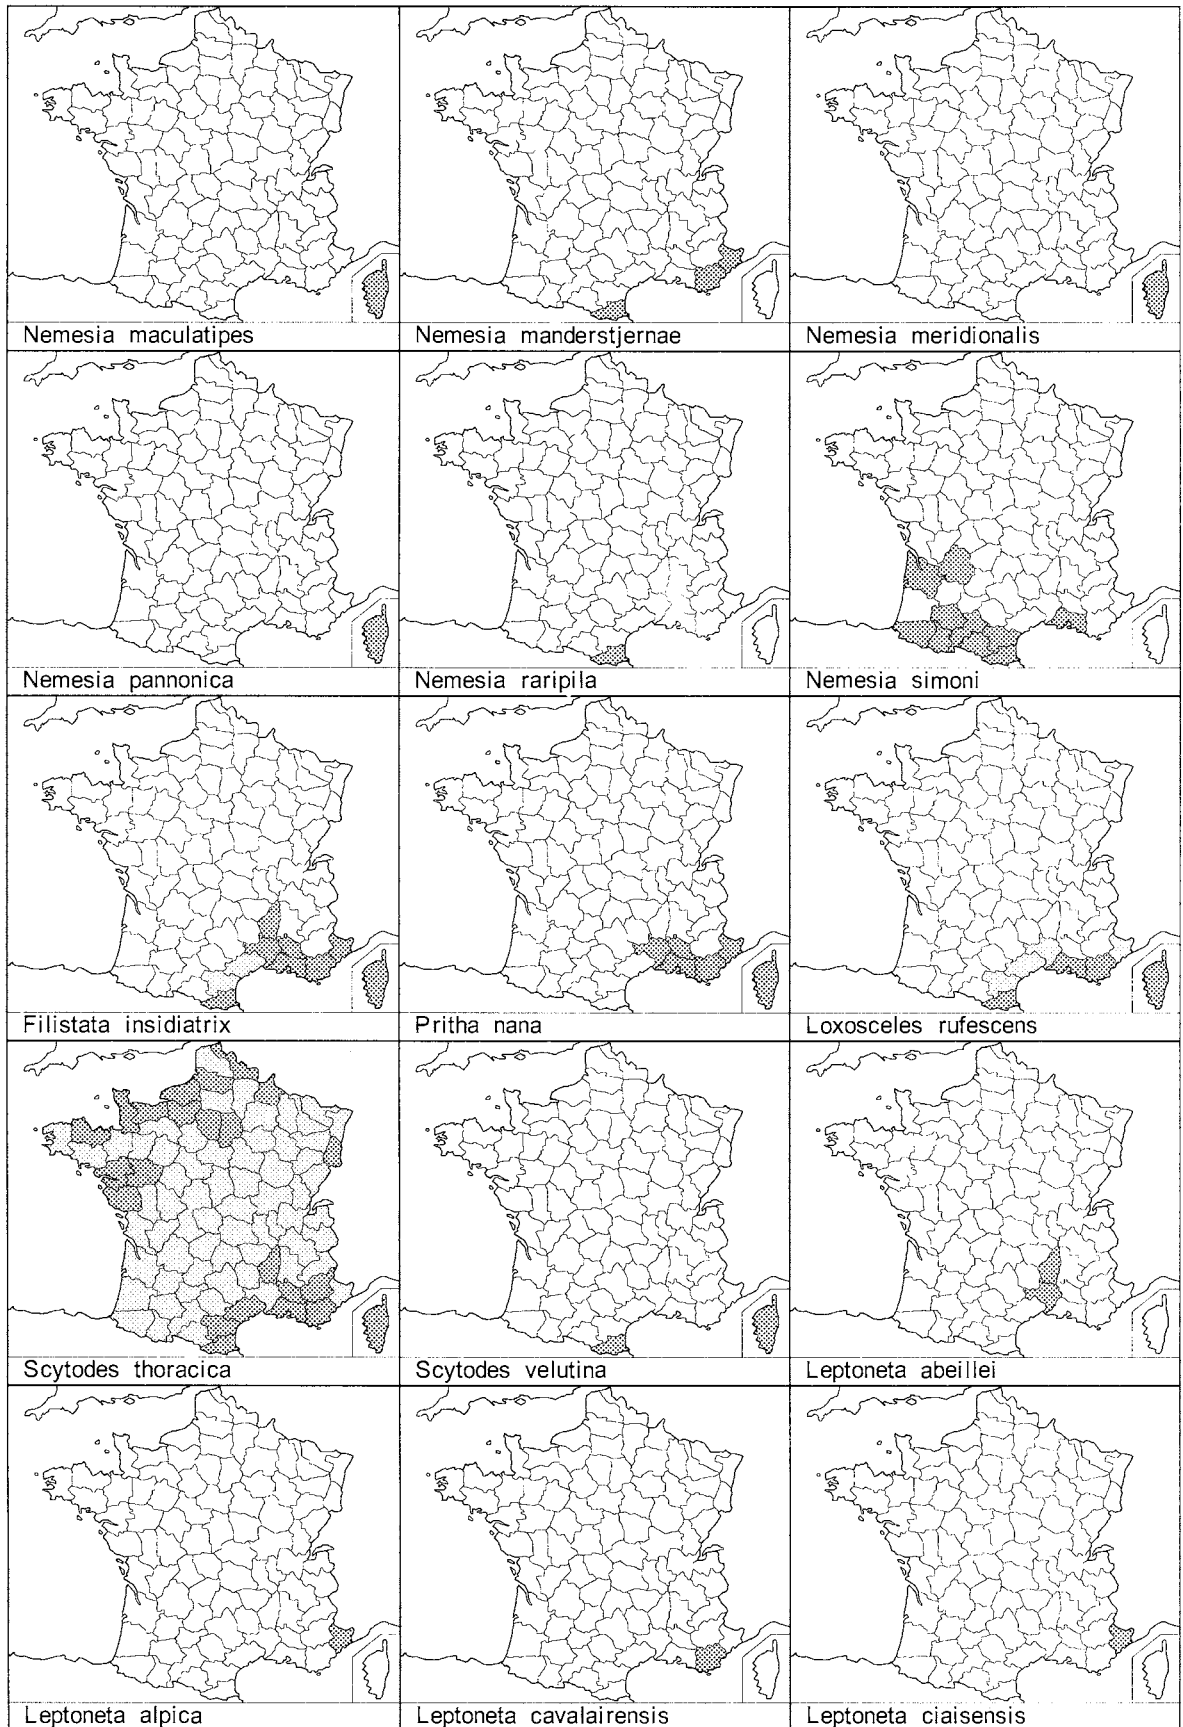 Nemesia maculatipes
Nemesia manderstjernae
Nemesia meridionalis
Nemesia pannonica
Nemesia raripila
Nemesia simoni
Filistata insidiatrix
Pritha nana
Loxosceles rufescens
Scytodes thoracica
Scytodes velutina
Leptoneta abeillei
Leptoneta alpica
Leptoneta cavalairensis
Leptoneta ciaisensis